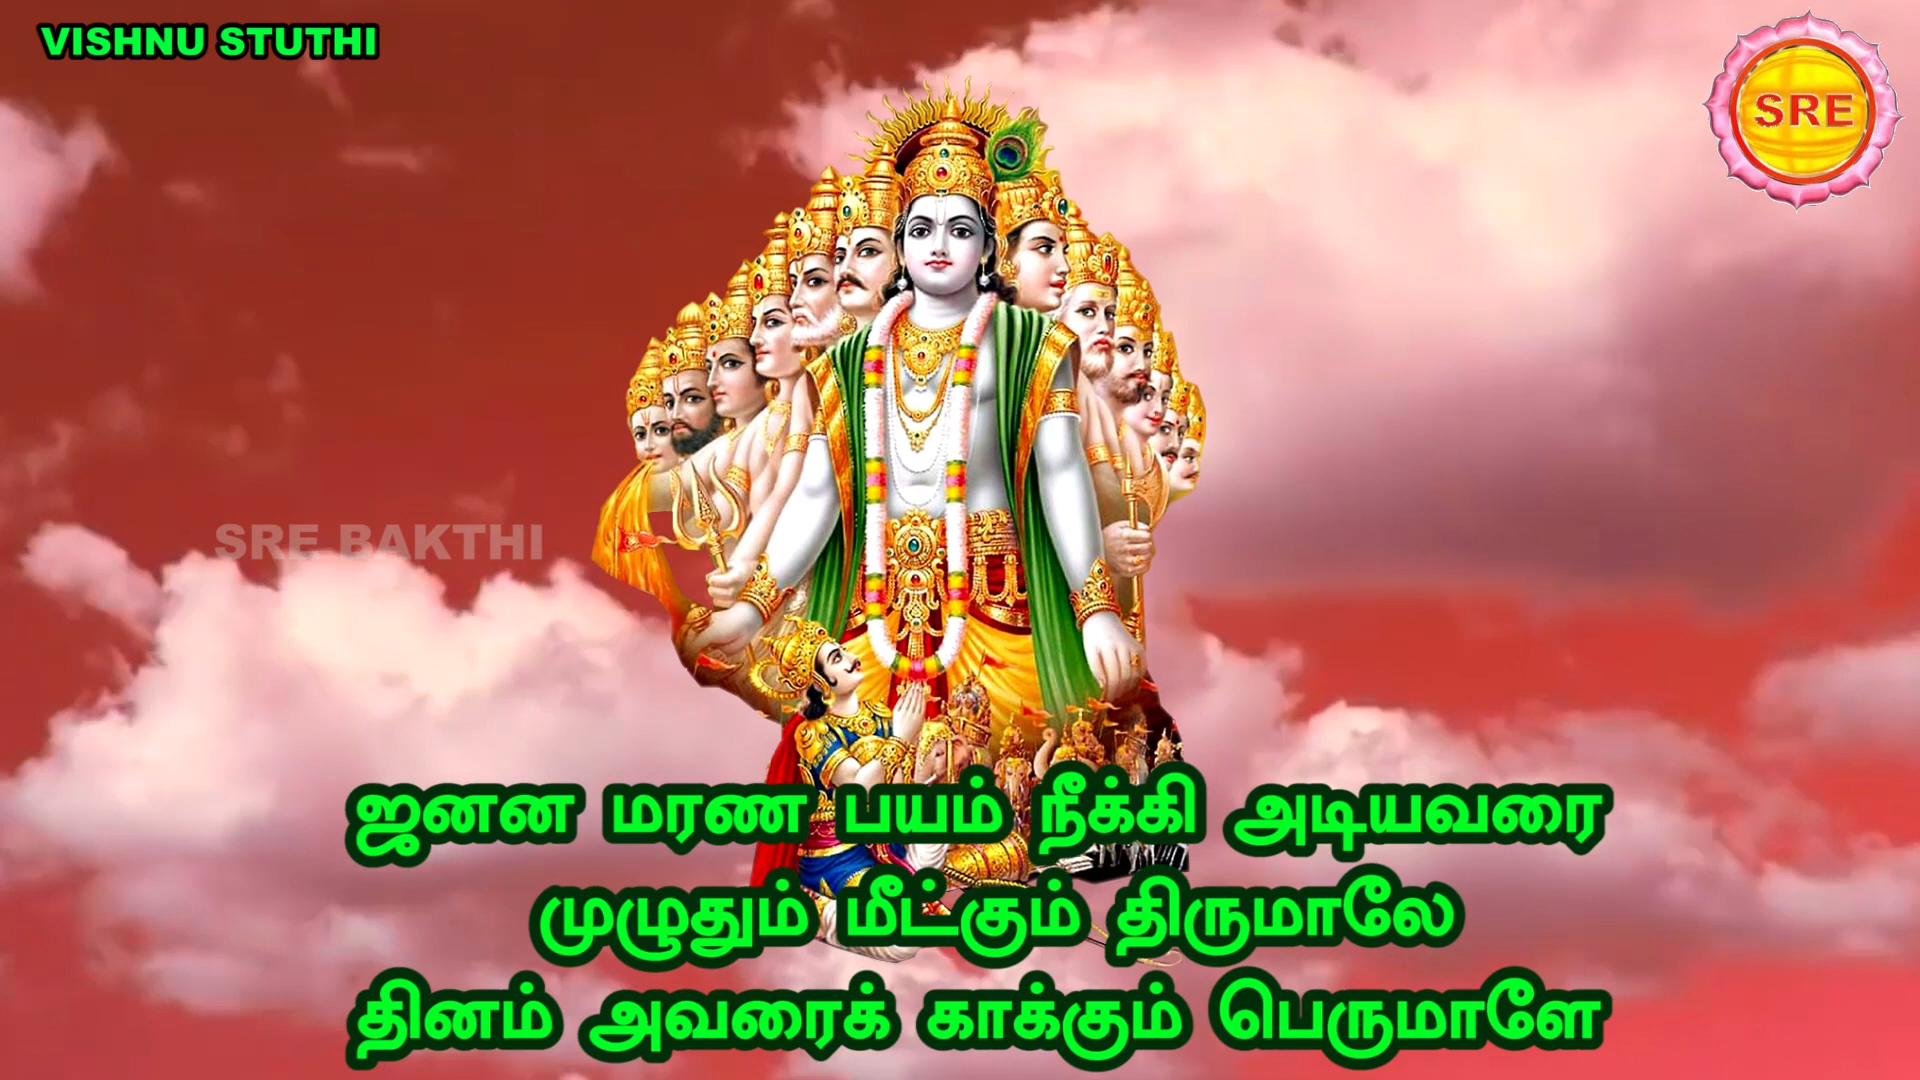 VISHNU STUTHI
SRE
SRE BAKTHI
ஜனன மரண பயம் நீக்கி அடியவரை
முழுதும் மீட்கும் திருமாலே
தினம் அவரைக் காக்கும் பெருமாளே